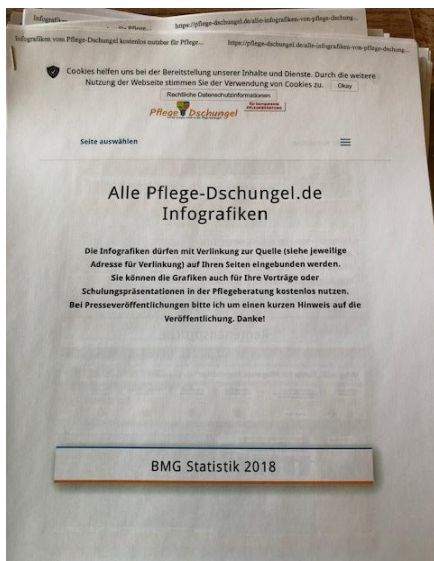 Infografiken
https://pflege-dschungel.de/alle-infografiken-von-pflege-dschung...
Infografiken vom Pflege-Dschungel kostenlos nutzbar für Pflege...
https://pflege-dschungel.de/alle-infografiken-von-pflege-dschung...
Cookies helfen uns bei der Bereitstellung unserer Inhalte und Dienste. Durch die weitere
Nutzung der Webseite stimmen Sie der Verwendung von Cookies zu. Okay
Rechtliche Datenschutzinformationen
Pflege Dschungel
für kompetente
PFLEGEBERATUNG
Seite auswählen
Alle Pflege-Dschungel.de
Infografiken
Die Infografiken dürfen mit Verlinkung zur Quelle (siehe jeweilige
Adresse für Verlinkung) auf Ihren Seiten eingebunden werden.
Sie können die Grafiken auch für Ihre Vorträge oder
Schulungspräsentationen in der Pflegeberatung kostenlos nutzen.
Bei Presseveröffentlichungen bitte ich um einen kurzen Hinweis auf die
Veröffentlichung. Danke!
BMG Statistik 2018